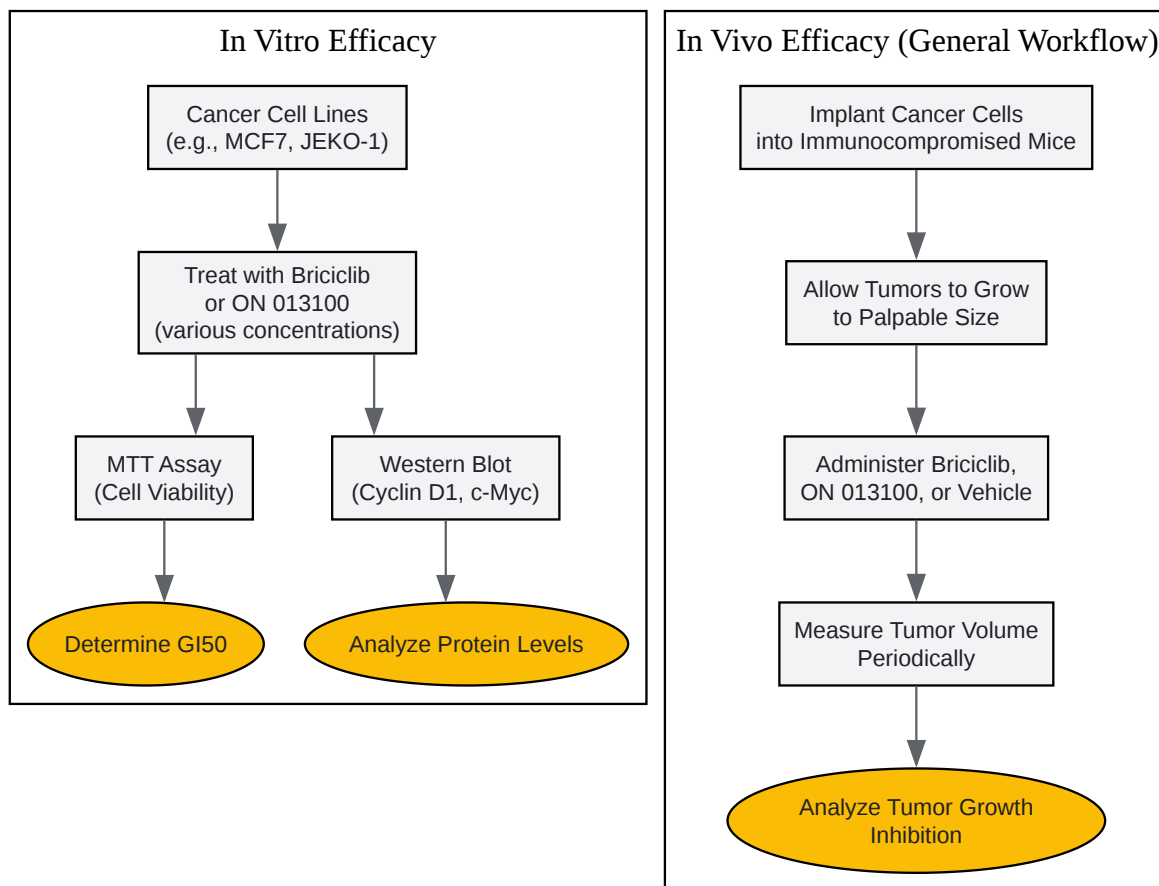 In Vitro Efficacy
Cancer Cell Lines
(e.g., MCF7, JEKO-1)
Treat with Briciclib
or ON 013100
(various concentrations)
MTT Assay
(Cell Viability)
Western Blot
(Cyclin D1, c-Myc)
Determine GI50
Analyze Protein Levels
In Vivo Efficacy (General Workflow)
Implant Cancer Cells
into Immunocompromised Mice
Allow Tumors to Grow
to Palpable Size
Administer Briciclib,
ON 013100, or Vehicle
Measure Tumor Volume
Periodically
Analyze Tumor Growth
Inhibition